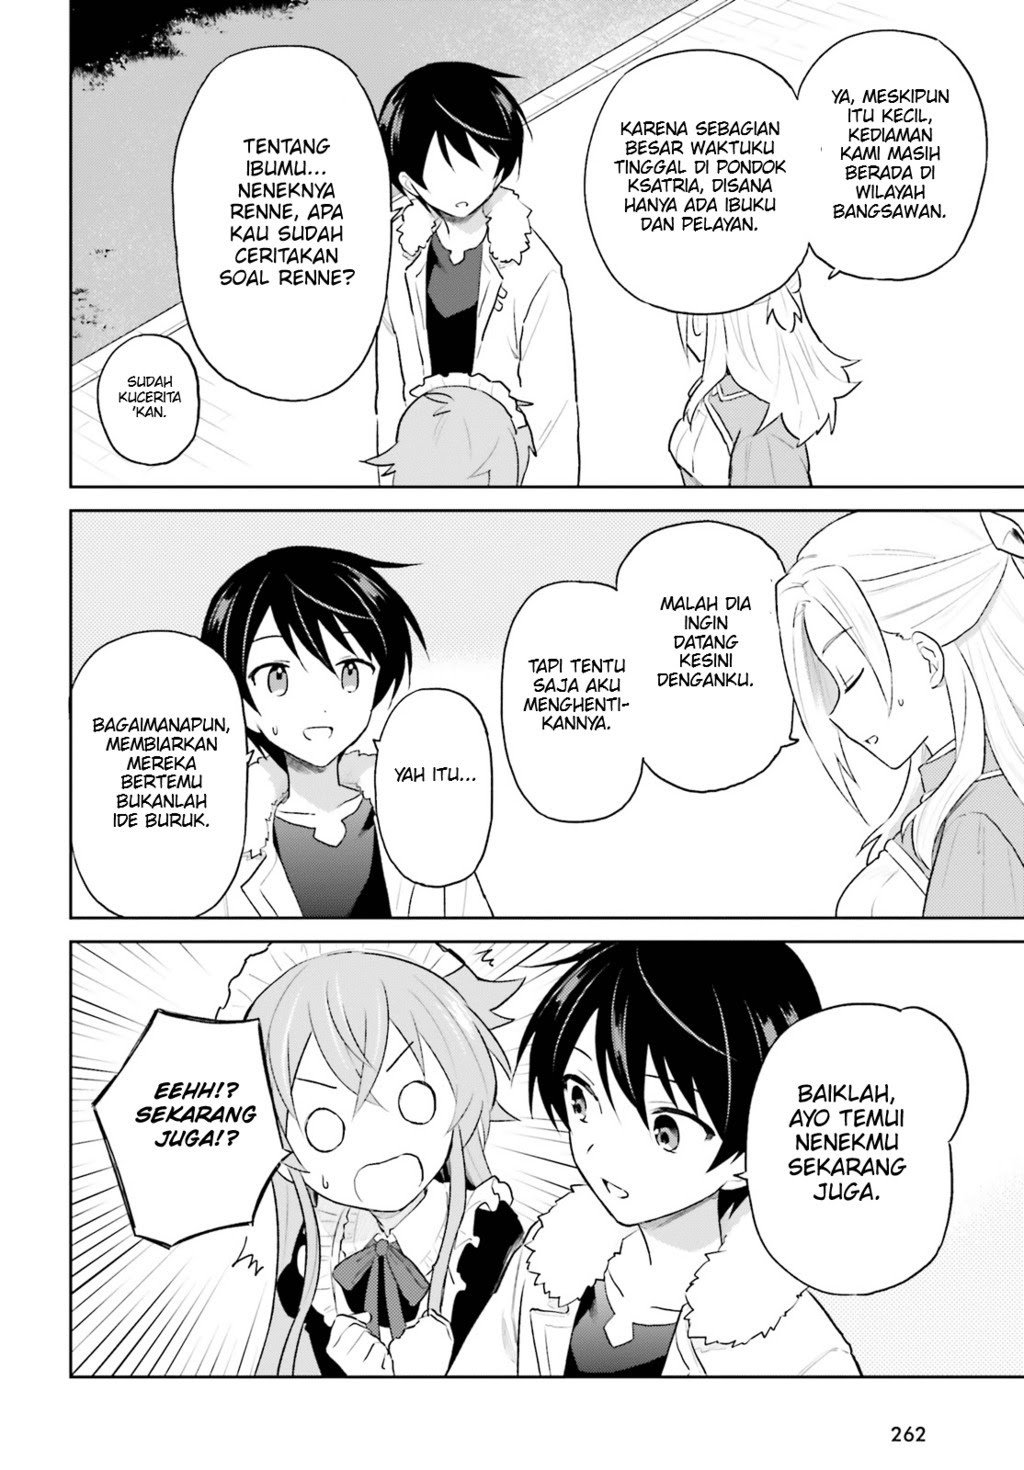 YA, MESKIPUN
ITU KECIL,
KEDIAMAN
KAMI MASIH
BERADA DI
WILAYAH
BANGSAWAN.
KARENA SEBAGIAN
BESAR WAKTUKU
TINGGAL DI PONDOK
KSATRIA, DISANA
HANYA ADA IBUKU
DAN PELAYAN.
TENTANG
IBUMU...
NENEKNYA
RENNE, APA
KAU SUDAH
CERITAKAN
SOAL RENNE?
SUDAH
KUCERITA
'KAN.
MALAH DIA
INGIN
DATANG
KESINI
DENGANKU.
TAPI TENTU
SAJA AKU
MENGHENTI-
KANNYA.
YAH ITU...
BAGAIMANAPUN,
MEMBIARKAN
MEREKA
BERTEMU
BUKANLAH
IDE BURUK.
BAIKLAH,
AYO TEMUI
NENEKMU
SEKARANG
JUGA.
EEHH!?
SEKARANG
JUGA!?
262